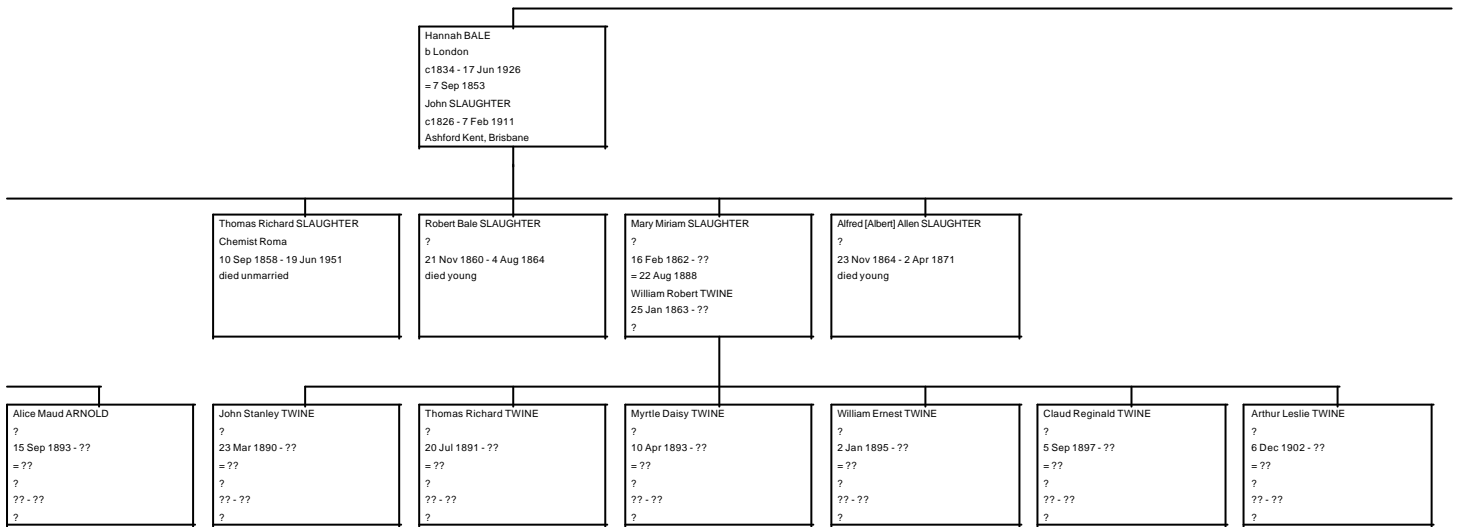 Hannah BALE
b London
c1834 - 17 Jun 1926
= 7 Sep 1853
John SLAUGHTER
c1826 - 7 Feb 1911
Ashford Kent, Brisbane
Thomas Richard SLAUGHTER
Chemist Roma
10 Sep 1858 - 19 Jun 1951
died unmarried
Robert Bale SLAUGHTER
?
21 Nov 1860 - 4 Aug 1864
died young
Mary Miriam SLAUGHTER
?
16 Feb 1862 - ??
= 22 Aug 1888
William Robert TWINE
25 Jan 1863 - ??
?
Alfred [Albert] Allen SLAUGHTER
?
23 Nov 1864 - 2 Apr 1871
died young
Alice Maud ARNOLD
?
15 Sep 1893 - ??
= ??
?
?? - ??
?
John Stanley TWINE
?
23 Mar 1890 - ??
= ??
?
?? - ??
?
Thomas Richard TWINE
?
20 Jul 1891 - ??
= ??
?
?? - ??
?
Myrtle Daisy TWINE
?
10 Apr 1893 - ??
= ??
?
?? - ??
?
William Ernest TWINE
?
2 Jan 1895 - ??
= ??
?
?? - ??
?
Claud Reginald TWINE
?
5 Sep 1897 - ??
= ??
?
?? - ??
?
Arthur Leslie TWINE
?
6 Dec 1902 - ??
= ??
?
?? - ??
?